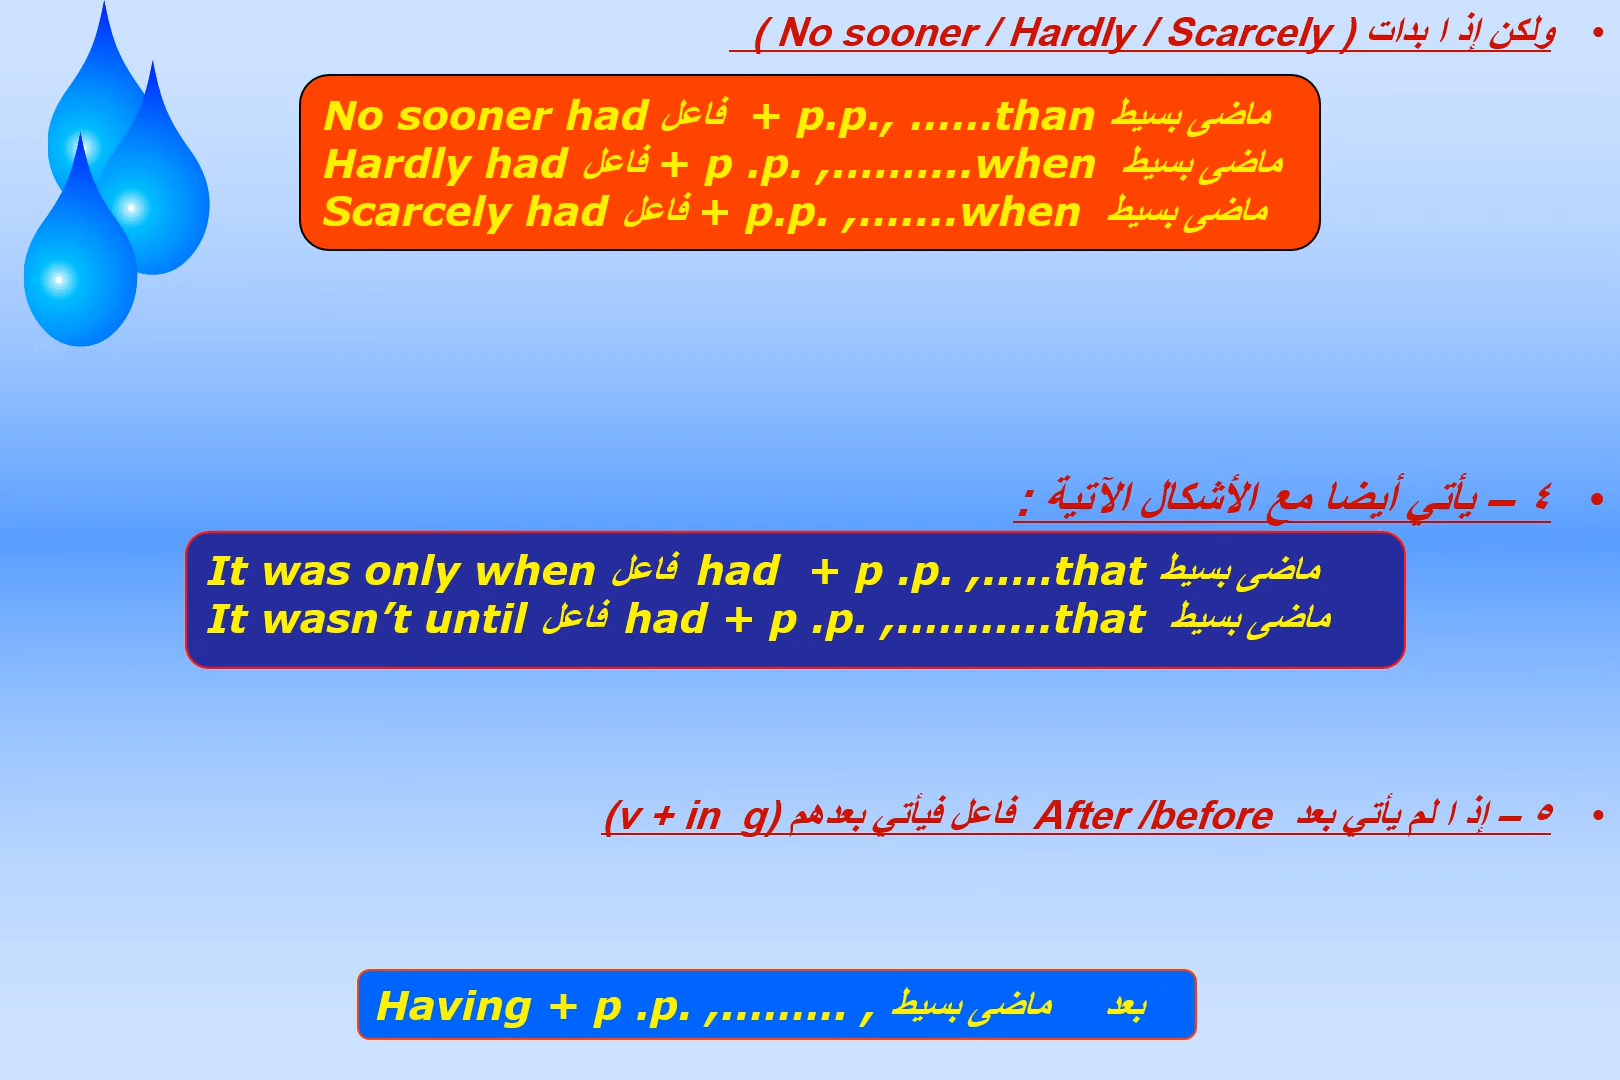 • ولكن إذ ا بدات ( No sooner / Hardly / Scarcely )
No sooner had فاعل + p.p., ……than ماضى بسيط
Hardly had فاعل + p .p. ,……….when ماضى بسيط
Scarcely had فاعل + p.p. ,…….when ماضى بسيط
• ٤ – يأتي أيضا مع الأشكال الآتية :
It was only when فاعل had + p .p. ,…..that ماضى بسيط
It wasn’t until فاعل had + p .p. ,………..that ماضى بسيط
• ٥ – إذ ا لم يأتي بعد After /before فاعل فيأتي بعدهم (v + in g)
Having + p .p. ,……… , ماضى بسيط بعد